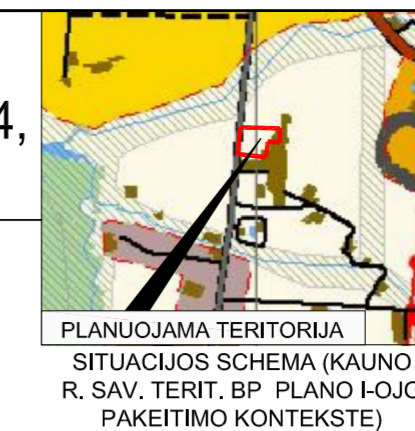 4,
PLANUOJAMA TERITORIJA
SITUACIJOS SCHEMA (KAUNO
R. SAV. TERIT. BP PLANO I-OJO
PAKEITIMO KONTEKSTE)